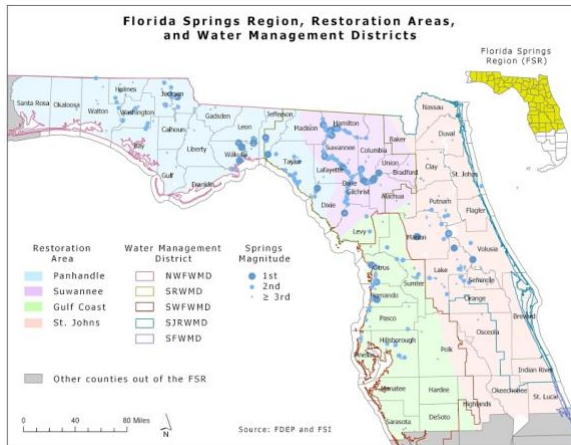 Florida Springs Region, Restoration Areas,
and Water Management Districts
Florida Springs
Region (FSR)
Santa Rosa
Okaloosa
Walton
Holmes
Washington
Jackson
Bay
Calhoun
Gulf
Gadsden
Liberty
Franklin
Leon
Wakulla
Jefferson
Madison
Taylor
Hamilton
Suwannee
Lafayette
Dixie
Columbia
Gilchrist
Baker
Union
Bradford
Alachua
Levy
Nassau
Duval
Clay
St. Johns
Putnam
Flagler
Marion
Volusia
Citrus
Sumter
Lake
Seminole
Orange
Hernando
Pasco
Hillsborough
Pinellas
Polk
Osceola
Brevard
Indian River
Manatee
Hardee
Okeechobee
St. Lucie
Highlands
Sarasota
DeSoto
Restoration
Area
Panhandle
Suwannee
Gulf Coast
St. Johns
Water Management
District
NWFWMD
SRWMD
SWFWMD
SJRWMD
SFWMD
Springs
Magnitude
1st
2nd
≥ 3rd
Other counties out of the FSR
0 40 80 Miles
N
Source: FDEP and FSI